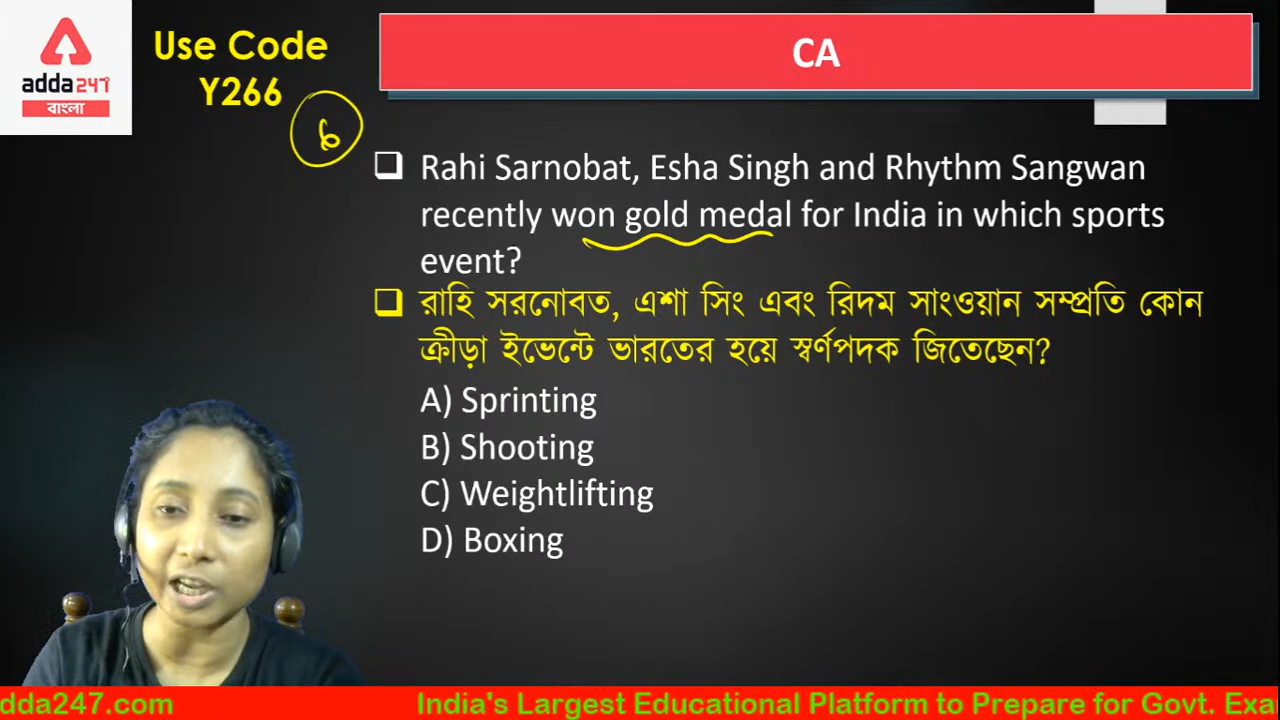 adda247
বাংলা
Use Code
Y266
৬
CA
Rahi Sarnobat, Esha Singh and Rhythm Sangwan
recently won gold medal for India in which sports
event?
রাহি সরনোবত, এশা সিং এবং রিদম সাংওয়ান সম্প্রতি কোন
ক্রীড়া ইভেন্টে ভারতের হয়ে স্বর্ণপদক জিতেছেন?
A) Sprinting
B) Shooting
C) Weightlifting
D) Boxing
dda247.com India's Largest Educational Platform to Prepare for Govt. Exa